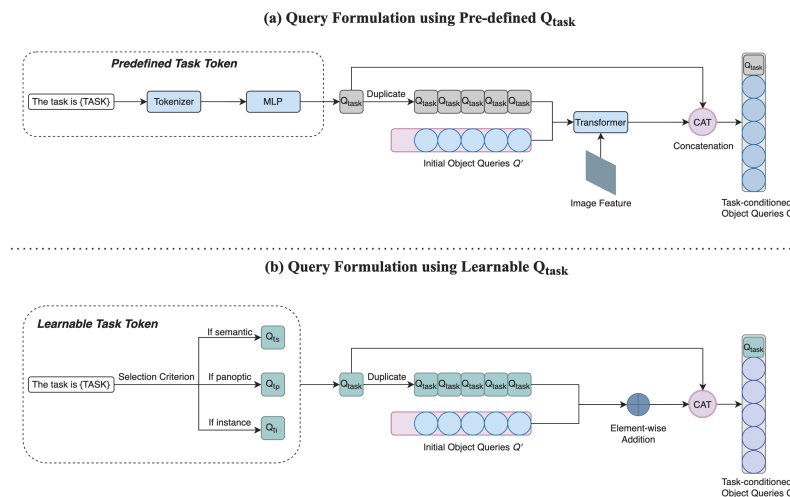 (a) Query Formulation using Pre-defined Qtask
Predefined Task Token
The task is {TASK}
Tokenizer
MLP
Qtask
Duplicate
Qtask Qtask Qtask Qtask Qtask
Initial Object Queries Q'
Transformer
Image Feature
CAT
Concatenation
Qtask
Task-conditioned
Object Queries
(b) Query Formulation using Learnable Qtask
Learnable Task Token
The task is {TASK}
Selection Criterion
If semantic
Qts
If panoptic
Qtp
If instance
Qti
Qtask
Duplicate
Qtask Qtask Qtask Qtask Qtask
Initial Object Queries Q'
Element-wise
Addition
CAT
Qtask
Task-conditioned
Object Queries